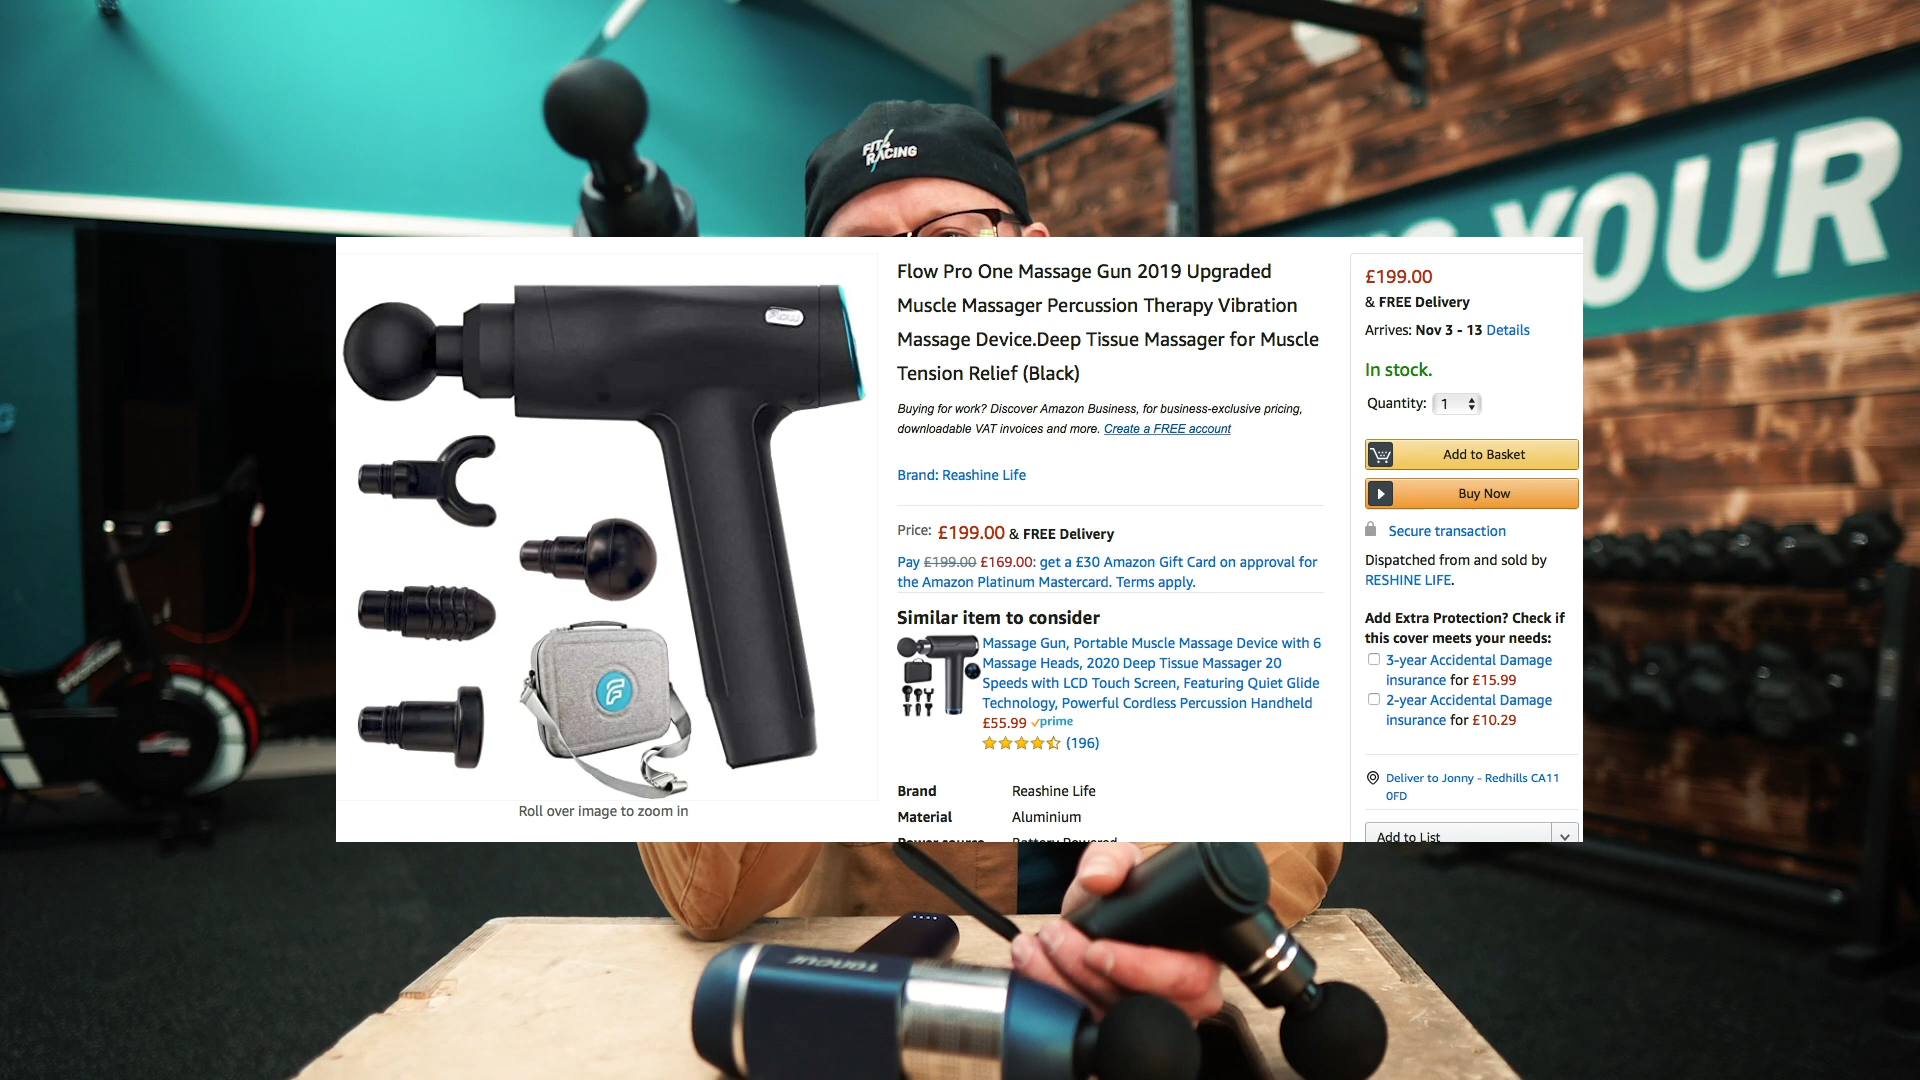 FIT4
RACING
YOUR
Flow Pro One Massage Gun 2019 Upgraded
Muscle Massager Percussion Therapy Vibration
Massage Device.Deep Tissue Massager for Muscle
Tension Relief (Black)
Buying for work? Discover Amazon Business, for business-exclusive pricing,
downloadable VAT invoices and more. Create a FREE account
Brand: Reashine Life
Price: £199.00 & FREE Delivery
Pay £199.00 £169.00: get a £30 Amazon Gift Card on approval for
the Amazon Platinum Mastercard. Terms apply.
Similar item to consider
Massage Gun, Portable Muscle Massage Device with 6
Massage Heads, 2020 Deep Tissue Massager 20
Speeds with LCD Touch Screen, Featuring Quiet Glide
Technology, Powerful Cordless Percussion Handheld
£55.99 prime
(196)
Brand Reashine Life
Material Aluminium
Power source Battery Powered
Roll over image to zoom in
£199.00
& FREE Delivery
Arrives: Nov 3 - 13 Details
In stock.
Quantity: 1
Add to Basket
Buy Now
Secure transaction
Dispatched from and sold by
RESHINE LIFE.
Add Extra Protection? Check if
this cover meets your needs:
3-year Accidental Damage
insurance for £15.99
2-year Accidental Damage
insurance for £10.29
Deliver to Jonny - Redhills CA11
0FD
Add to List